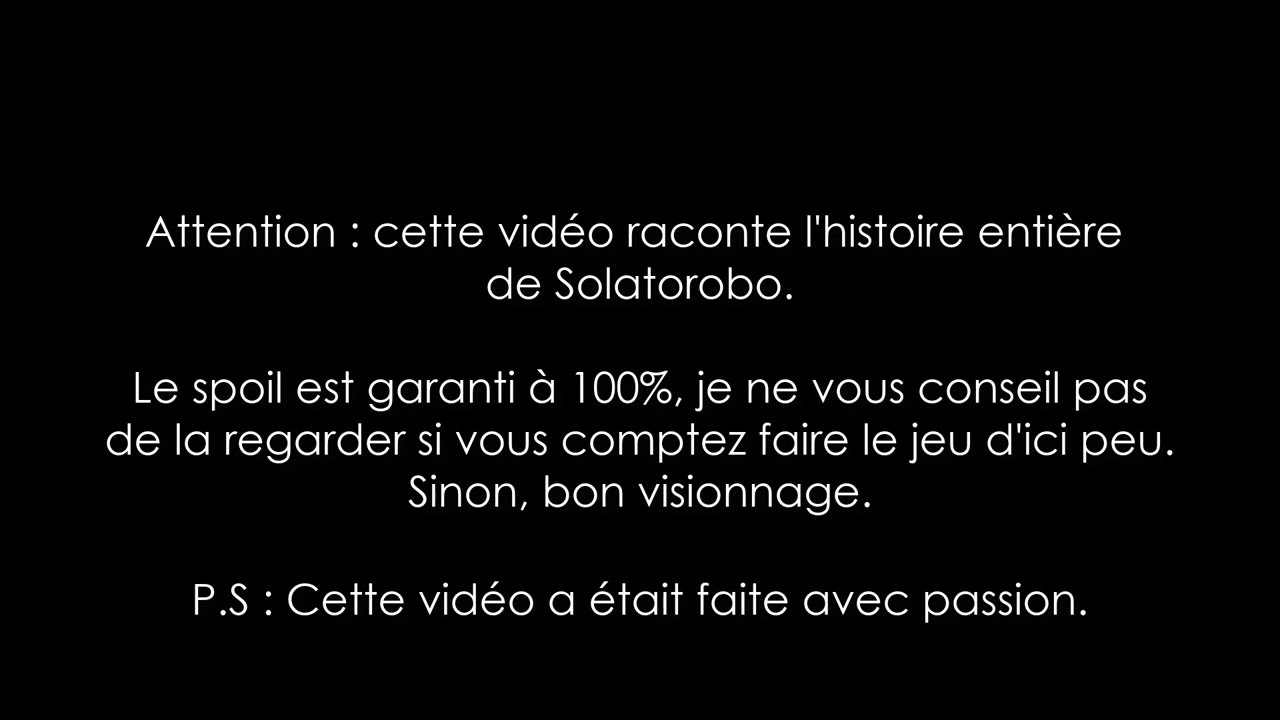 Attention : cette vidéo raconte l'histoire entière
de Solatorobo.
Le spoil est garanti à 100%, je ne vous conseil pas
de la regarder si vous comptez faire le jeu d'ici peu.
Sinon, bon visionnage.
P.S : Cette vidéo a était faite avec passion.